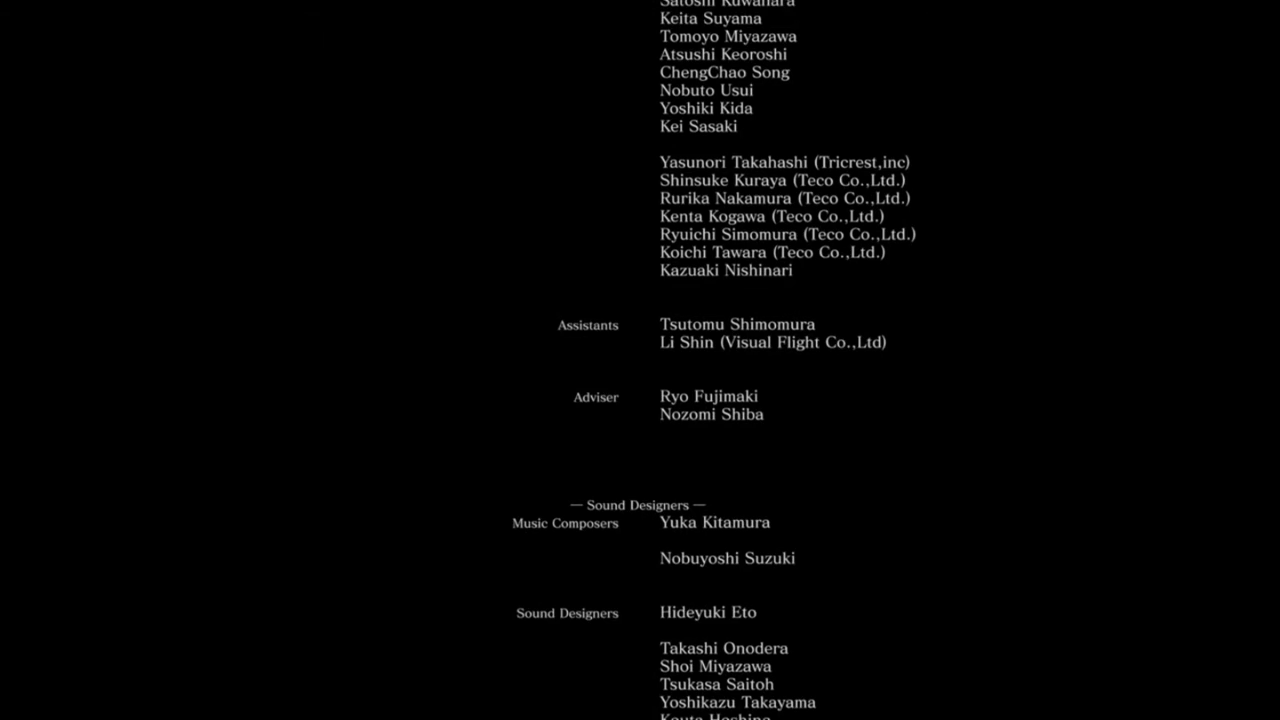 Satoshi Kuwahara
Keita Suyama
Tomoyo Miyazawa
Atsushi Keoroshi
ChengChao Song
Nobuto Usui
Yoshiki Kida
Kei Sasaki
Yasunori Takahashi (Tricrest,inc)
Shinsuke Kuraya (Teco Co.,Ltd.)
Rurika Nakamura (Teco Co.,Ltd.)
Kenta Kogawa (Teco Co.,Ltd.)
Ryuichi Simomura (Teco Co.,Ltd.)
Koichi Tawara (Teco Co.,Ltd.)
Kazuaki Nishinari
Assistants Tsutomu Shimomura
Li Shin (Visual Flight Co.,Ltd)
Adviser Ryo Fujimaki
Nozomi Shiba
— Sound Designers —
Music Composers Yuka Kitamura
Nobuyoshi Suzuki
Sound Designers Hideyuki Eto
Takashi Onodera
Shoi Miyazawa
Tsukasa Saitoh
Yoshikazu Takayama